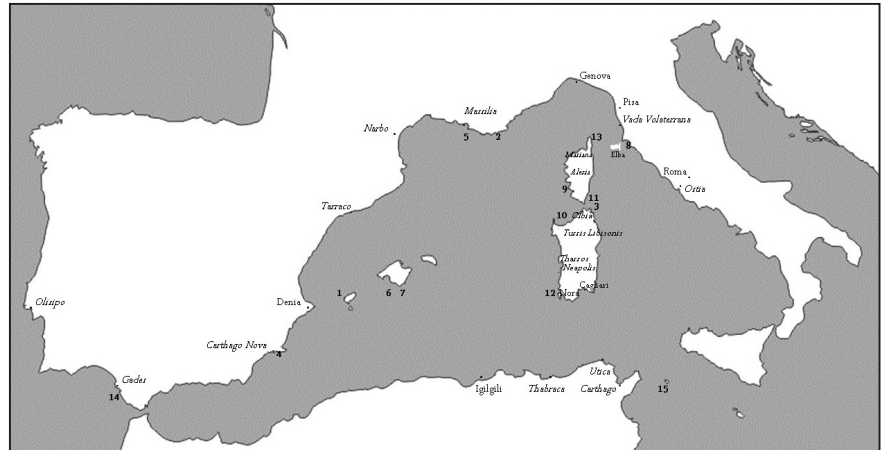 Genova
Pisa
Massilia
Vada Volaterrana
Narbo
5
2
13
8
Mariana
Elba
Alesia
Roma
9
Ostia
11
3
Tarraco
10
Olbia
Turris Libisonis
Tharros
Neapolis
1
6
7
12
Nora
Cagliari
Olisipo
Denia
Carthago Nova
4
Utica
Gades
Igilgili
Thabraca
Carthago
15
14